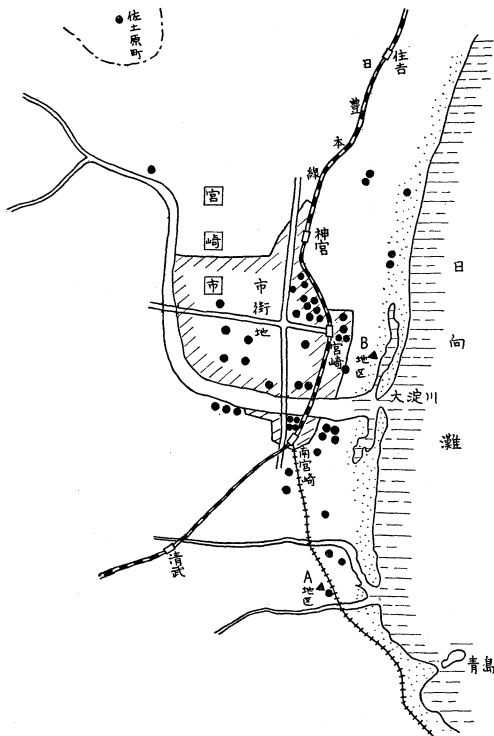 佐土原町
住吉
日豊本線
宮崎市
神宮
市街地
日向灘
宮崎
B地区
大淀川
南宮崎
清武
A地区
青島